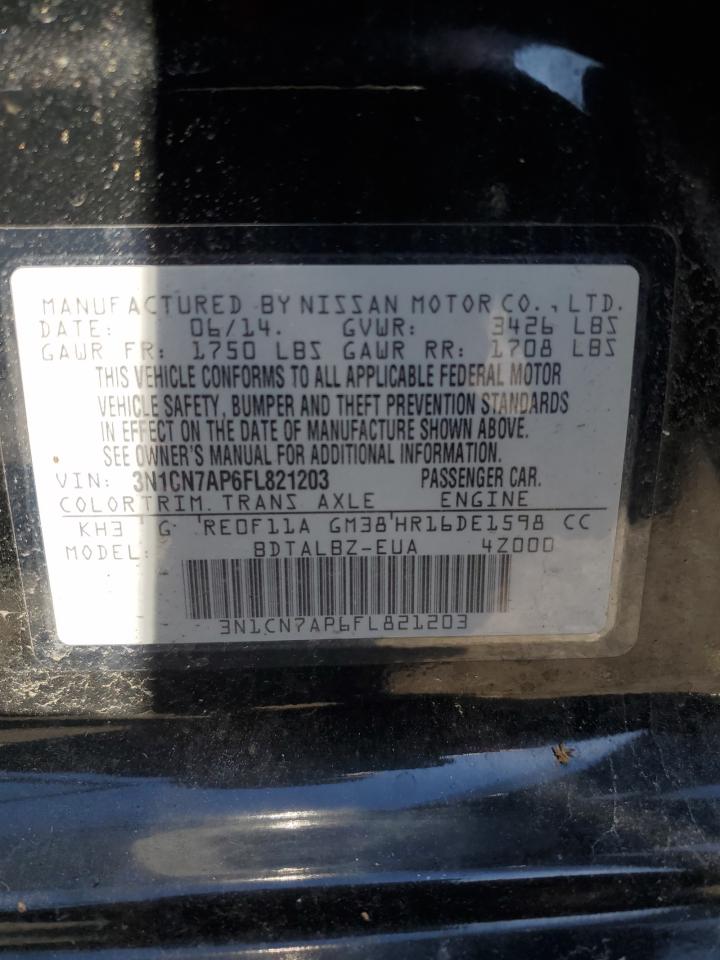 MANUFACTURED BY NISSAN MOTOR CO., LTD.
DATE: 06/14. GVWR: 3426 LBS
GAWR FR: 1750 LBS GAWR RR: 1708 LBS
THIS VEHICLE CONFORMS TO ALL APPLICABLE FEDERAL MOTOR
VEHICLE SAFETY, BUMPER AND THEFT PREVENTION STANDARDS
IN EFFECT ON THE DATE OF MANUFACTURE SHOWN ABOVE.
SEE OWNER'S MANUAL FOR ADDITIONAL INFORMATION.
VIN: 3N1CN7AP6FL821203 PASSENGER CAR.
COLOR TRIM. TRANS AXLE ENGINE
KH3 G RE0F11A GM38 HR16DE1598 CC
MODEL: BDTALBZ-EUA 4Z000
3N1CN7AP6FL821203